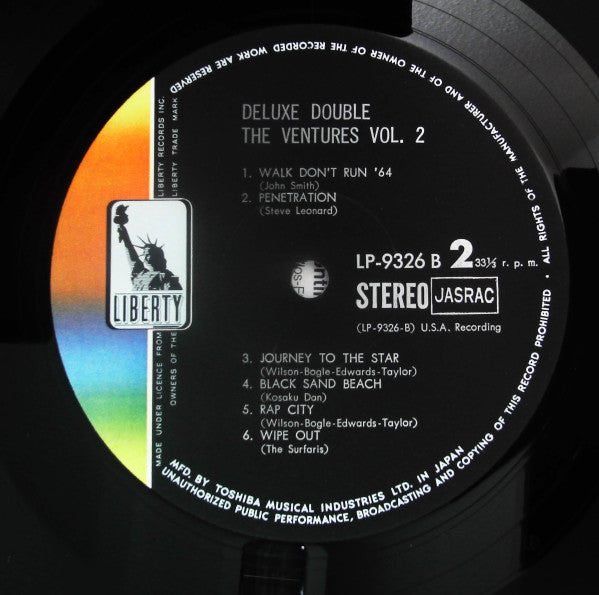 DELUXE DOUBLE
THE VENTURES VOL. 2
1. WALK DON'T RUN '64
(John Smith)
2. PENETRATION
(Steve Leonard)
LP-9326 B 2 33⅓ r. p. m.
STEREO JASRAC
(LP-9326-B) U.S.A. Recording
3. JOURNEY TO THE STAR
(Wilson-Bogle-Edwards-Taylor)
4. BLACK SAND BEACH
(Kosaku Dan)
5. RAP CITY
(Wilson-Bogle-Edwards-Taylor)
6. WIPE OUT
(The Surfaris)
LIBERTY
MADE UNDER LICENCE FROM LIBERTY RECORDS INC.
OWNERS OF THE LIBERTY TRADE MARK
MFD. BY TOSHIBA MUSICAL INDUSTRIES LTD. IN JAPAN
UNAUTHORIZED PUBLIC PERFORMANCE, BROADCASTING AND COPYING OF THIS RECORD PROHIBITED • ALL RIGHTS OF THE MANUFACTURER AND OF THE OWNER OF THE RECORDED WORK ARE RESERVED